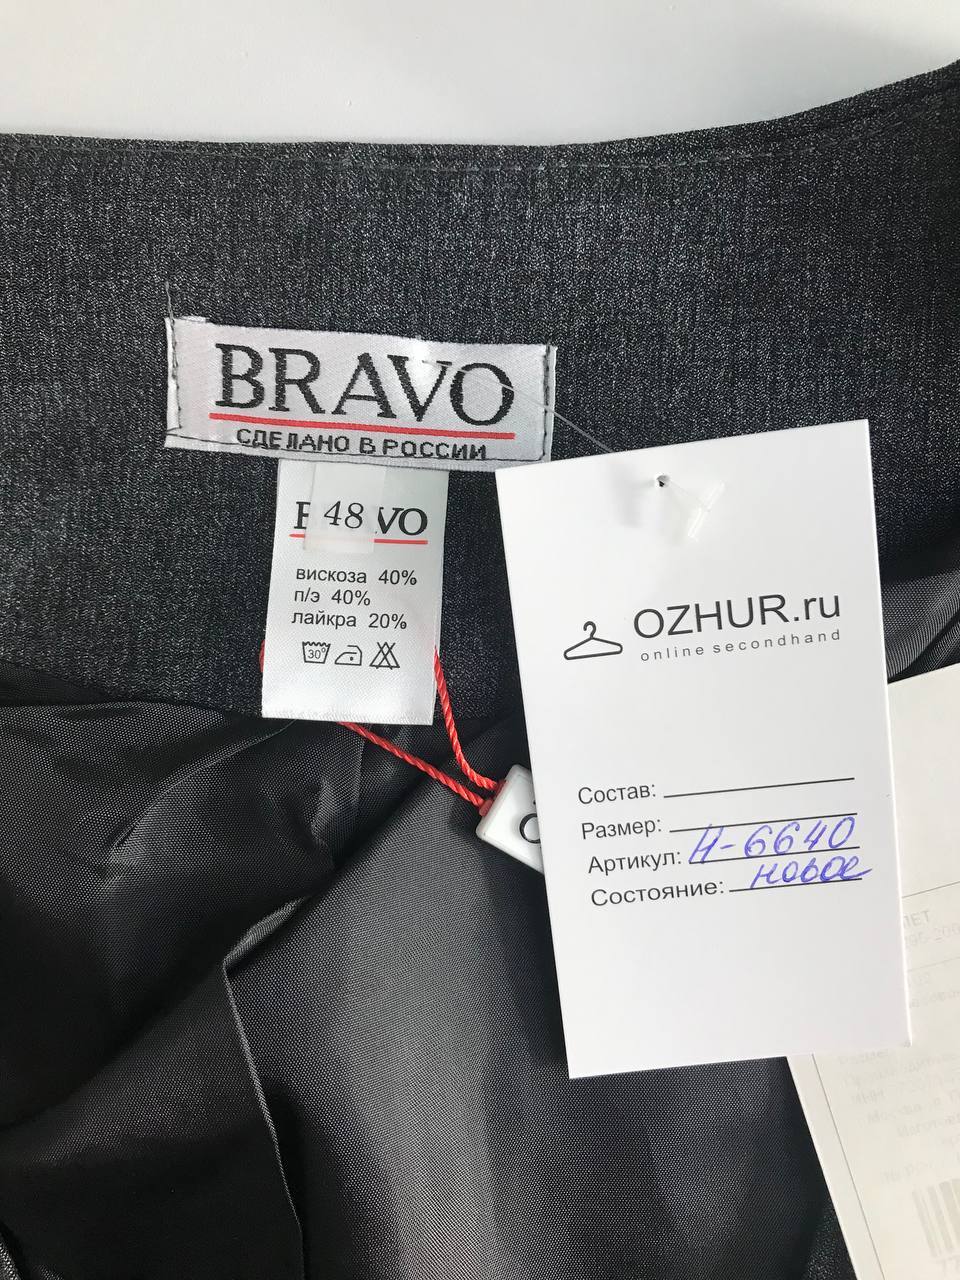 BRAVO
СДЕЛАНО В РОССИИ
48
VO
вискоза 40%
п/э 40%
лайкра 20%
30°
OZHUR.ru
online secondhand
Состав:
Размер:
Артикул: Н-6640
Состояние: новое